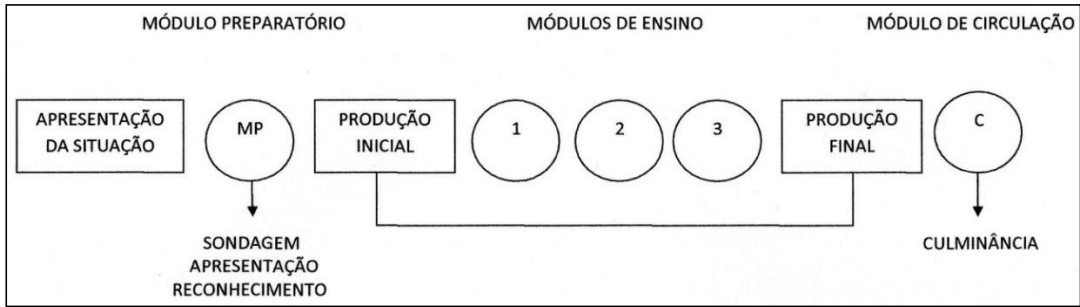 MÓDULO PREPARATÓRIO
MÓDULOS DE ENSINO
MÓDULO DE CIRCULAÇÃO
APRESENTAÇÃO
DA SITUAÇÃO
MP
PRODUÇÃO
INICIAL
1
2
3
PRODUÇÃO
FINAL
C
SONDAGEM
APRESENTAÇÃO
RECONHECIMENTO
CULMINÂNCIA